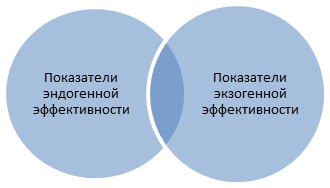 Показатели
эндогенной
эффективности
Показатели
экзогенной
эффективности